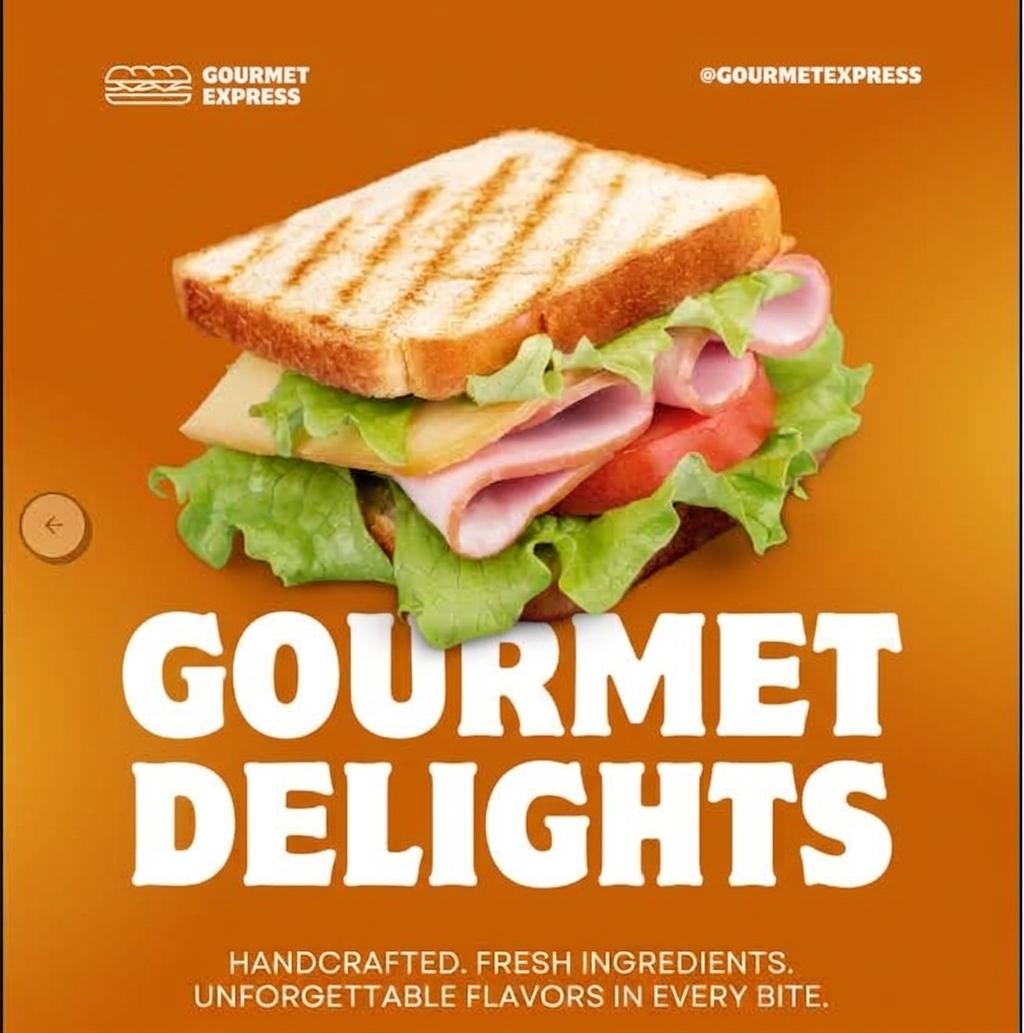 GOURMET
EXPRESS
@GOURMETEXPRESS
GOURMET
DELIGHTS
HANDCRAFTED. FRESH INGREDIENTS.
UNFORGETTABLE FLAVORS IN EVERY BITE.